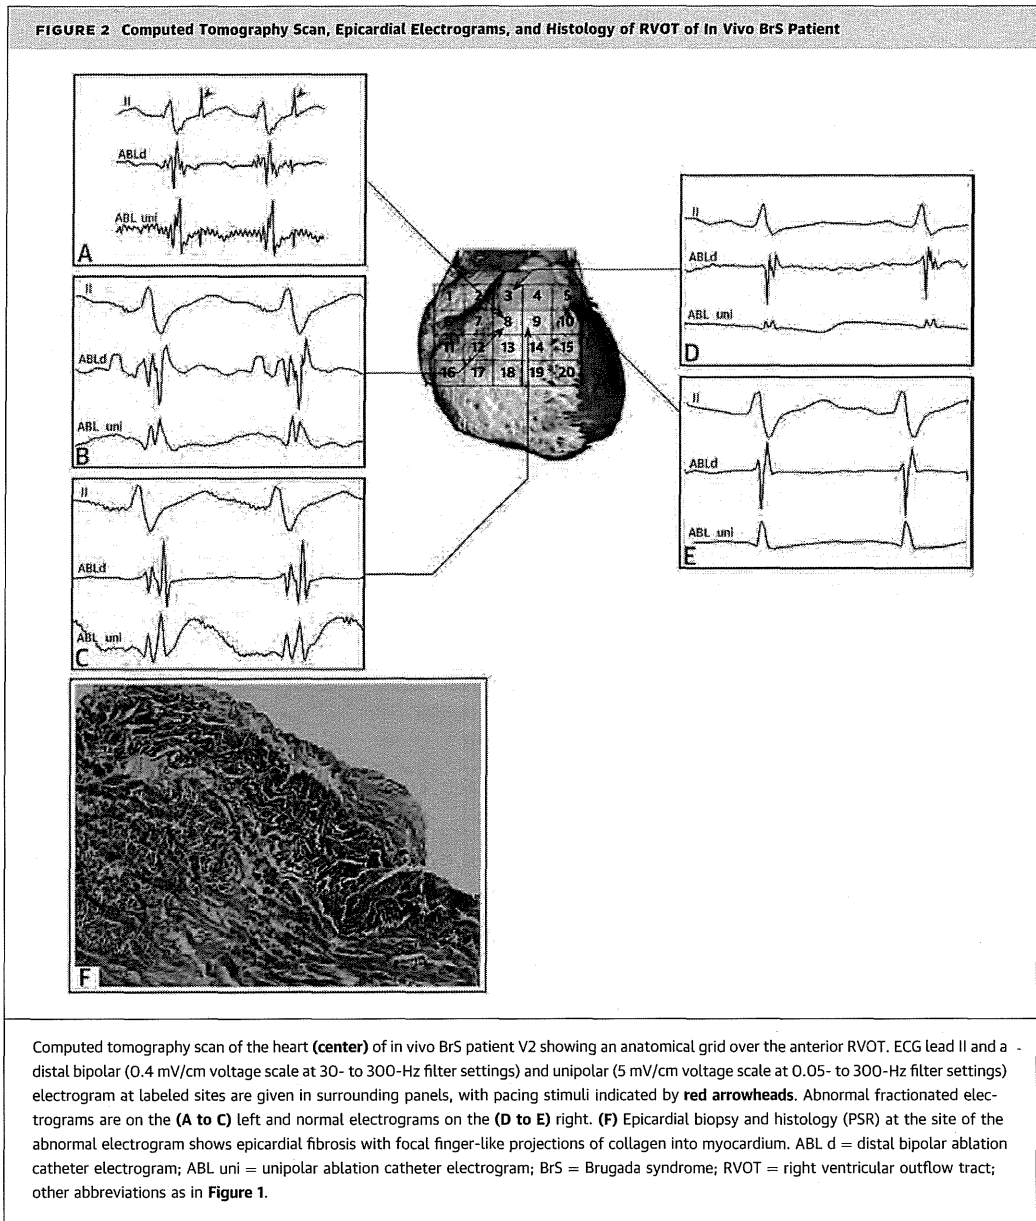 FIGURE 2 Computed Tomography Scan, Epicardial Electrograms, and Histology of RVOT of In Vivo BrS Patient
II
ABLd
ABL uni
A
II
ABLd
ABL uni
B
II
ABLd
ABL uni
C
1 2 3 4 5
7 8 9 10
11 12 13 14 15
16 17 18 19 20
II
ABLd
ABL uni
D
II
ABLd
ABL uni
E
F
Computed tomography scan of the heart (center) of in vivo BrS patient V2 showing an anatomical grid over the anterior RVOT. ECG lead II and a
distal bipolar (0.4 mV/cm voltage scale at 30- to 300-Hz filter settings) and unipolar (5 mV/cm voltage scale at 0.05- to 300-Hz filter settings)
electrogram at labeled sites are given in surrounding panels, with pacing stimuli indicated by red arrowheads. Abnormal fractionated elec-
trograms are on the (A to C) left and normal electrograms on the (D to E) right. (F) Epicardial biopsy and histology (PSR) at the site of the
abnormal electrogram shows epicardial fibrosis with focal finger-like projections of collagen into myocardium. ABL d = distal bipolar ablation
catheter electrogram; ABL uni = unipolar ablation catheter electrogram; BrS = Brugada syndrome; RVOT = right ventricular outflow tract;
other abbreviations as in Figure 1.